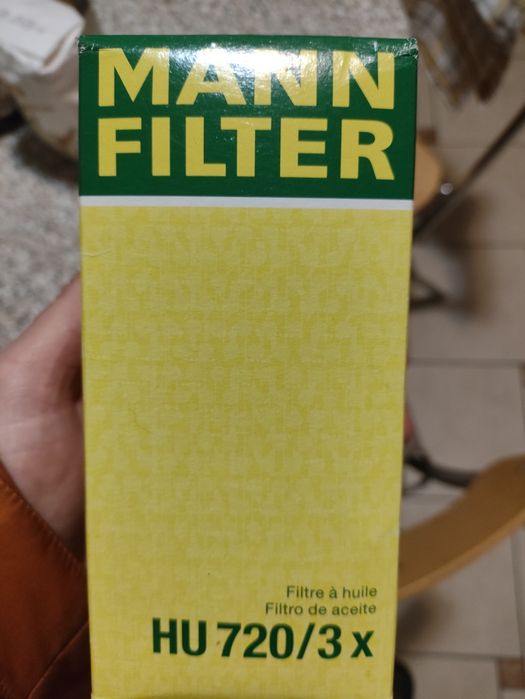 MANN
FILTER
Filtre à huile
Filtro de aceite
HU 720/3 x